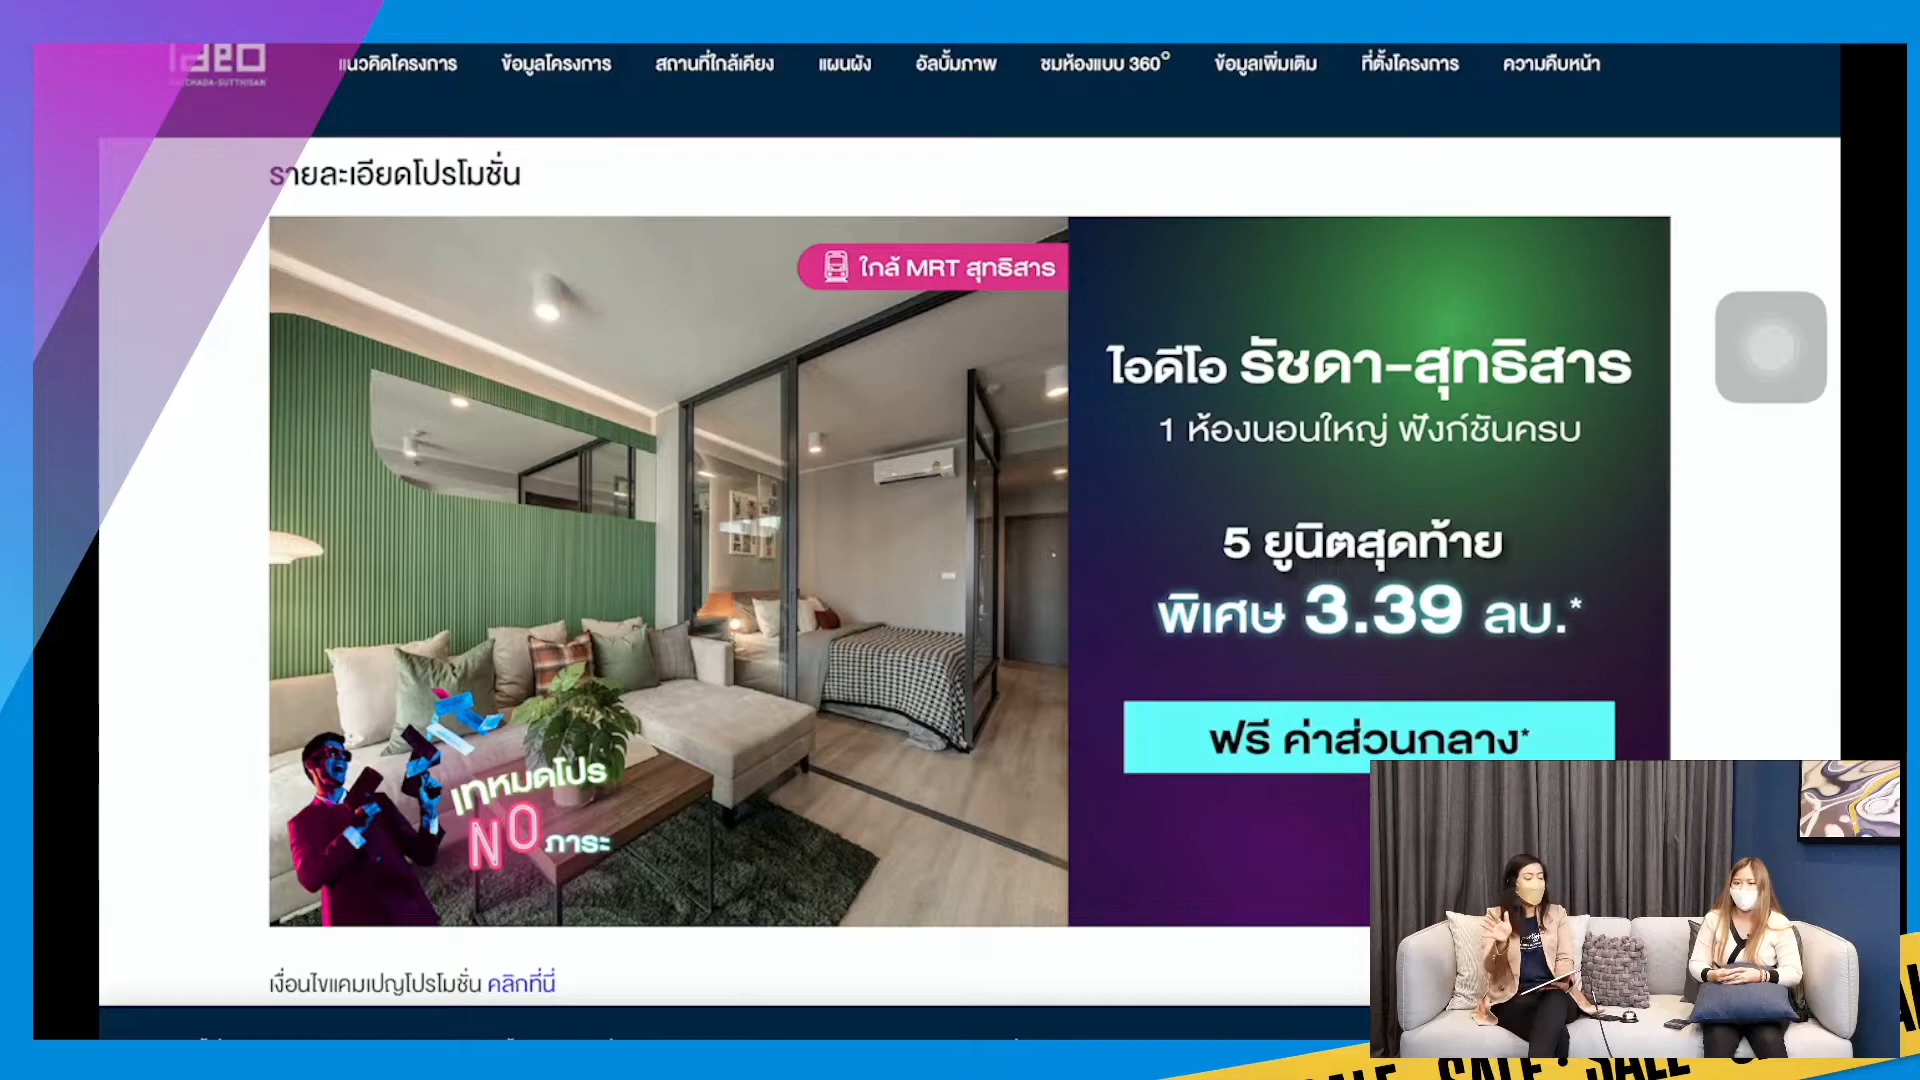 ideo
RATCHADA-SUTTHISAN
แนวคิดโครงการ ข้อมูลโครงการ สถานที่ใกล้เคียง แผนผัง อัลบั้มภาพ ชมห้องแบบ 360° ข้อมูลเพิ่มเติม ที่ตั้งโครงการ ความคืบหน้า
รายละเอียดโปรโมชั่น
ใกล้ MRT สุทธิสาร
ไอดีโอ รัชดา-สุทธิสาร
1 ห้องนอนใหญ่ ฟังก์ชันครบ
5 ยูนิตสุดท้าย
พิเศษ 3.39 ลบ.*
ฟรี ค่าส่วนกลาง*
เทหมดโปร
NO ภาระ
เงื่อนไขแคมเปญโปรโมชั่น คลิกที่นี่
SALE SALE • SALE